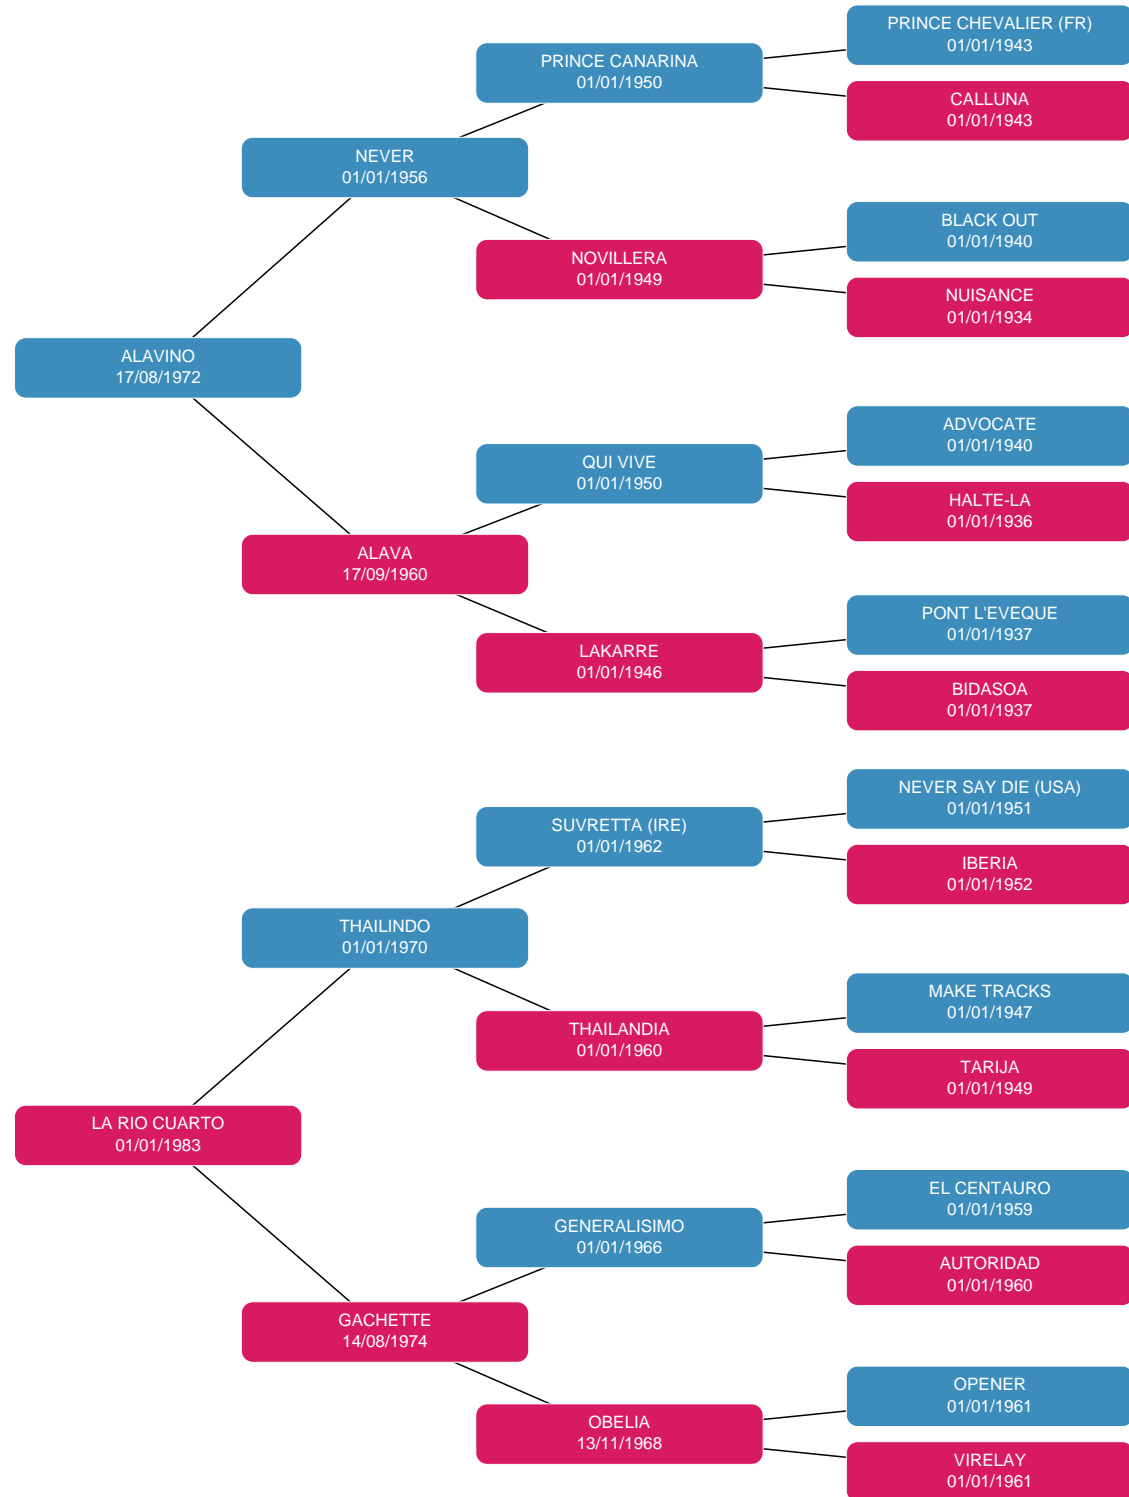 PRINCE CHEVALIER (FR)
01/01/1943
PRINCE CANARINA
01/01/1950
CALLUNA
01/01/1943
NEVER
01/01/1956
BLACK OUT
01/01/1940
NOVILLERA
01/01/1949
NUISANCE
01/01/1934
ALAVINO
17/08/1972
ADVOCATE
01/01/1940
QUI VIVE
01/01/1950
HALTE-LA
01/01/1936
ALAVA
17/09/1960
PONT L'EVEQUE
01/01/1937
LAKARRE
01/01/1946
BIDASOA
01/01/1937
NEVER SAY DIE (USA)
01/01/1951
SUVRETTA (IRE)
01/01/1962
IBERIA
01/01/1952
THAILINDO
01/01/1970
MAKE TRACKS
01/01/1947
THAILANDIA
01/01/1960
TARIJA
01/01/1949
LA RIO CUARTO
01/01/1983
EL CENTAURO
01/01/1959
GENERALISIMO
01/01/1966
AUTORIDAD
01/01/1960
GACHETTE
14/08/1974
OPENER
01/01/1961
OBELIA
13/11/1968
VIRELAY
01/01/1961